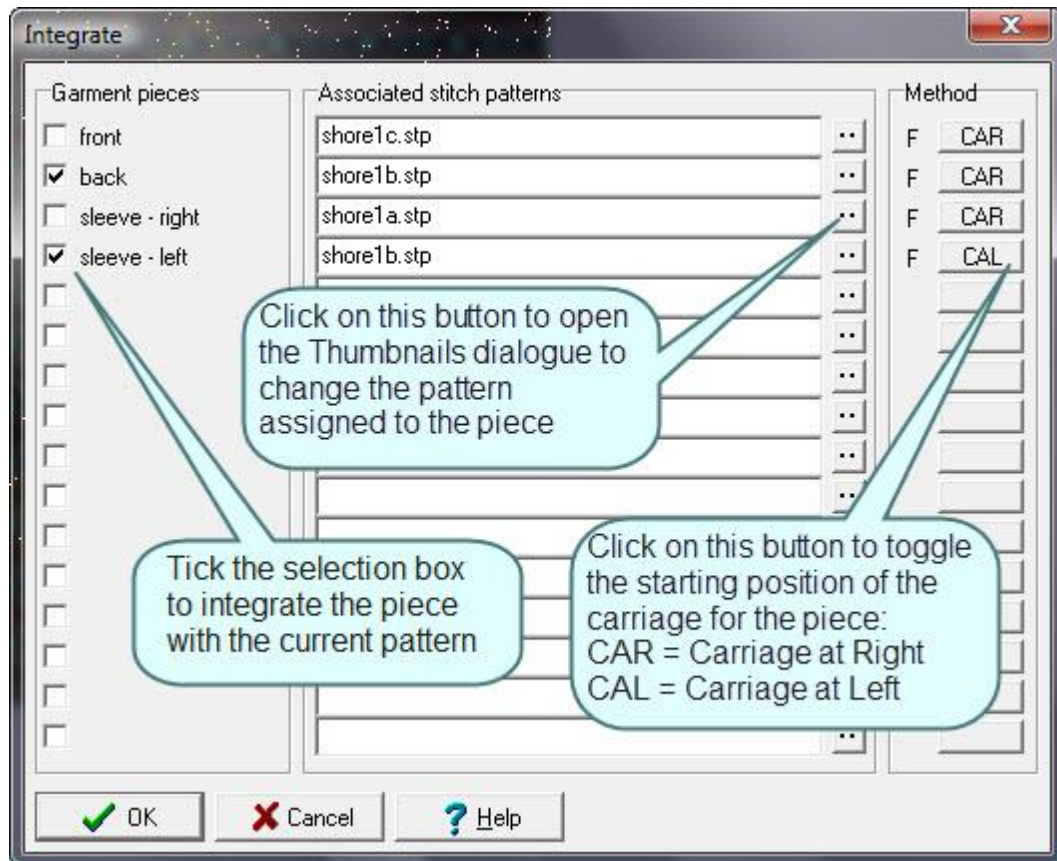 Integrate
Garment pieces
Associated stitch patterns
Method
front
shore1c.stp
..
F
CAR
back
shore1b.stp
..
F
CAR
sleeve - right
shore1a.stp
..
F
CAR
sleeve - left
shore1b.stp
..
F
CAL
Click on this button to open
the Thumbnails dialogue to
change the pattern
assigned to the piece
Tick the selection box
to integrate the piece
with the current pattern
Click on this button to toggle
the starting position of the
carriage for the piece:
CAR = Carriage at Right
CAL = Carriage at Left
OK
Cancel
Help